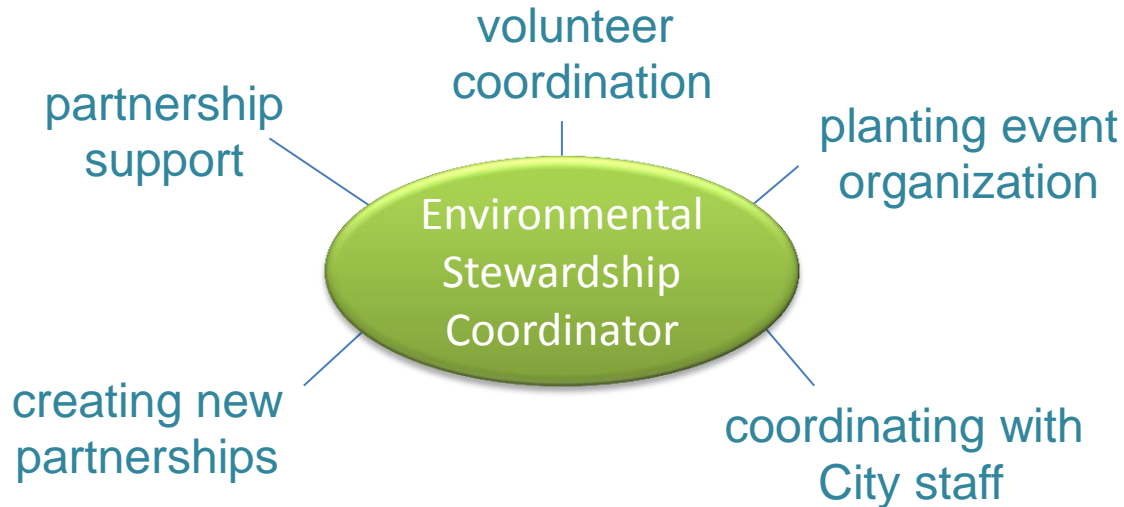 volunteer
coordination
partnership
support
planting event
organization
Environmental
Stewardship
Coordinator
creating new
partnerships
coordinating with
City staff